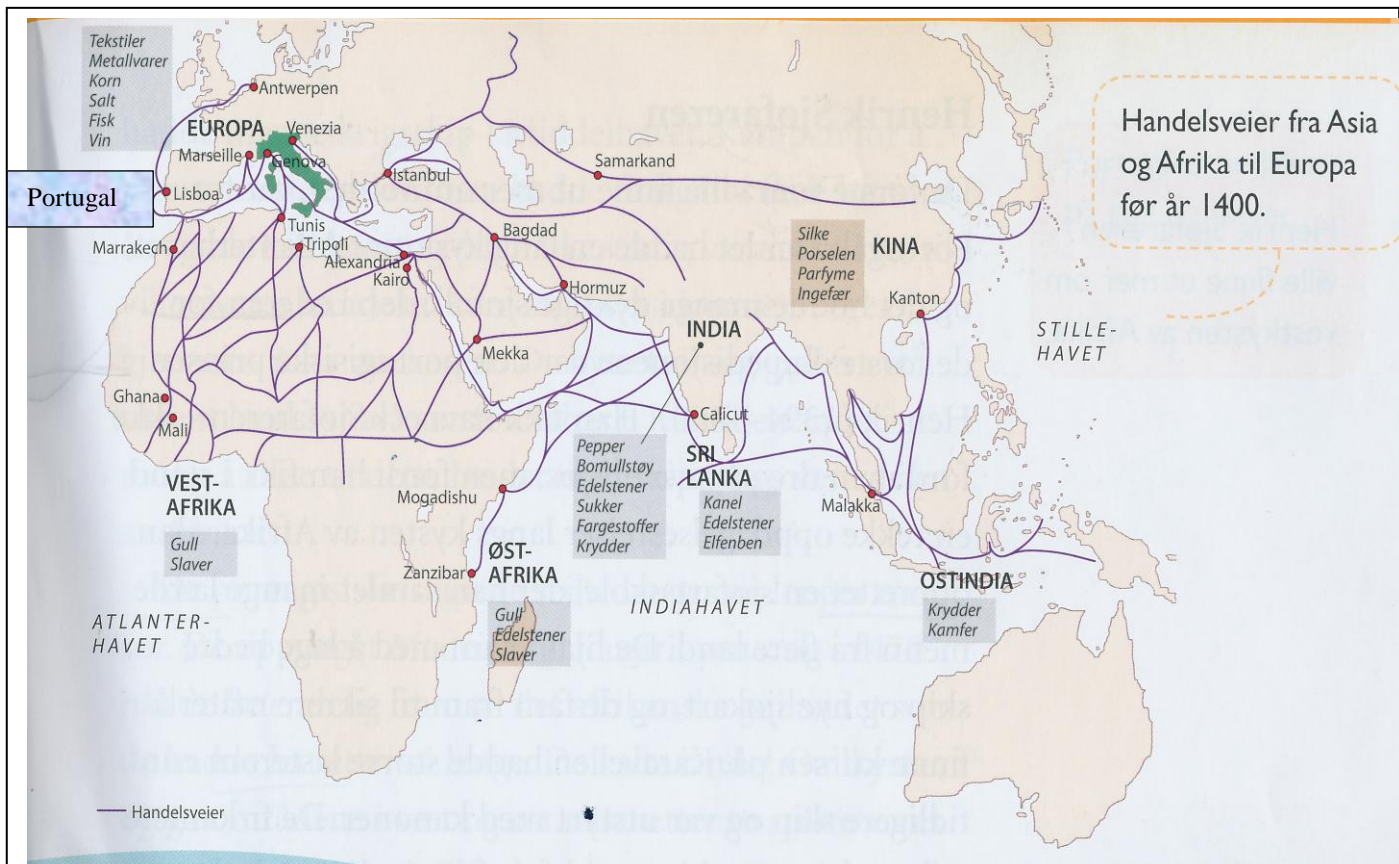 Tekstiler
Metallvarer
Korn
Salt
Fisk
Vin
Antwerpen
EUROPA
Venezia
Marseille
Genova
Lisboa
Portugal
Istanbul
Samarkand
Handelsveier fra Asia
og Afrika til Europa
før år 1400.
Tunis
Tripoli
Marrakech
Alexandria
Kairo
Bagdad
Hormuz
Mekka
Silke
Porselen
Parfyme
Ingefær
KINA
Kanton
STILLE-
HAVET
INDIA
Ghana
Mali
Calicut
VEST-
AFRIKA
Gull
Slaver
Mogadishu
Pepper
Bomullstøy
Edelstener
Sukker
Fargestoffer
Krydder
SRI
LANKA
Kanel
Edelstener
Elfenben
Malakka
Zanzibar
ØST-
AFRIKA
Gull
Edelstener
Slaver
INDIAHAVET
OSTINDIA
Krydder
Kamfer
ATLANTER-
HAVET
Handelsveier